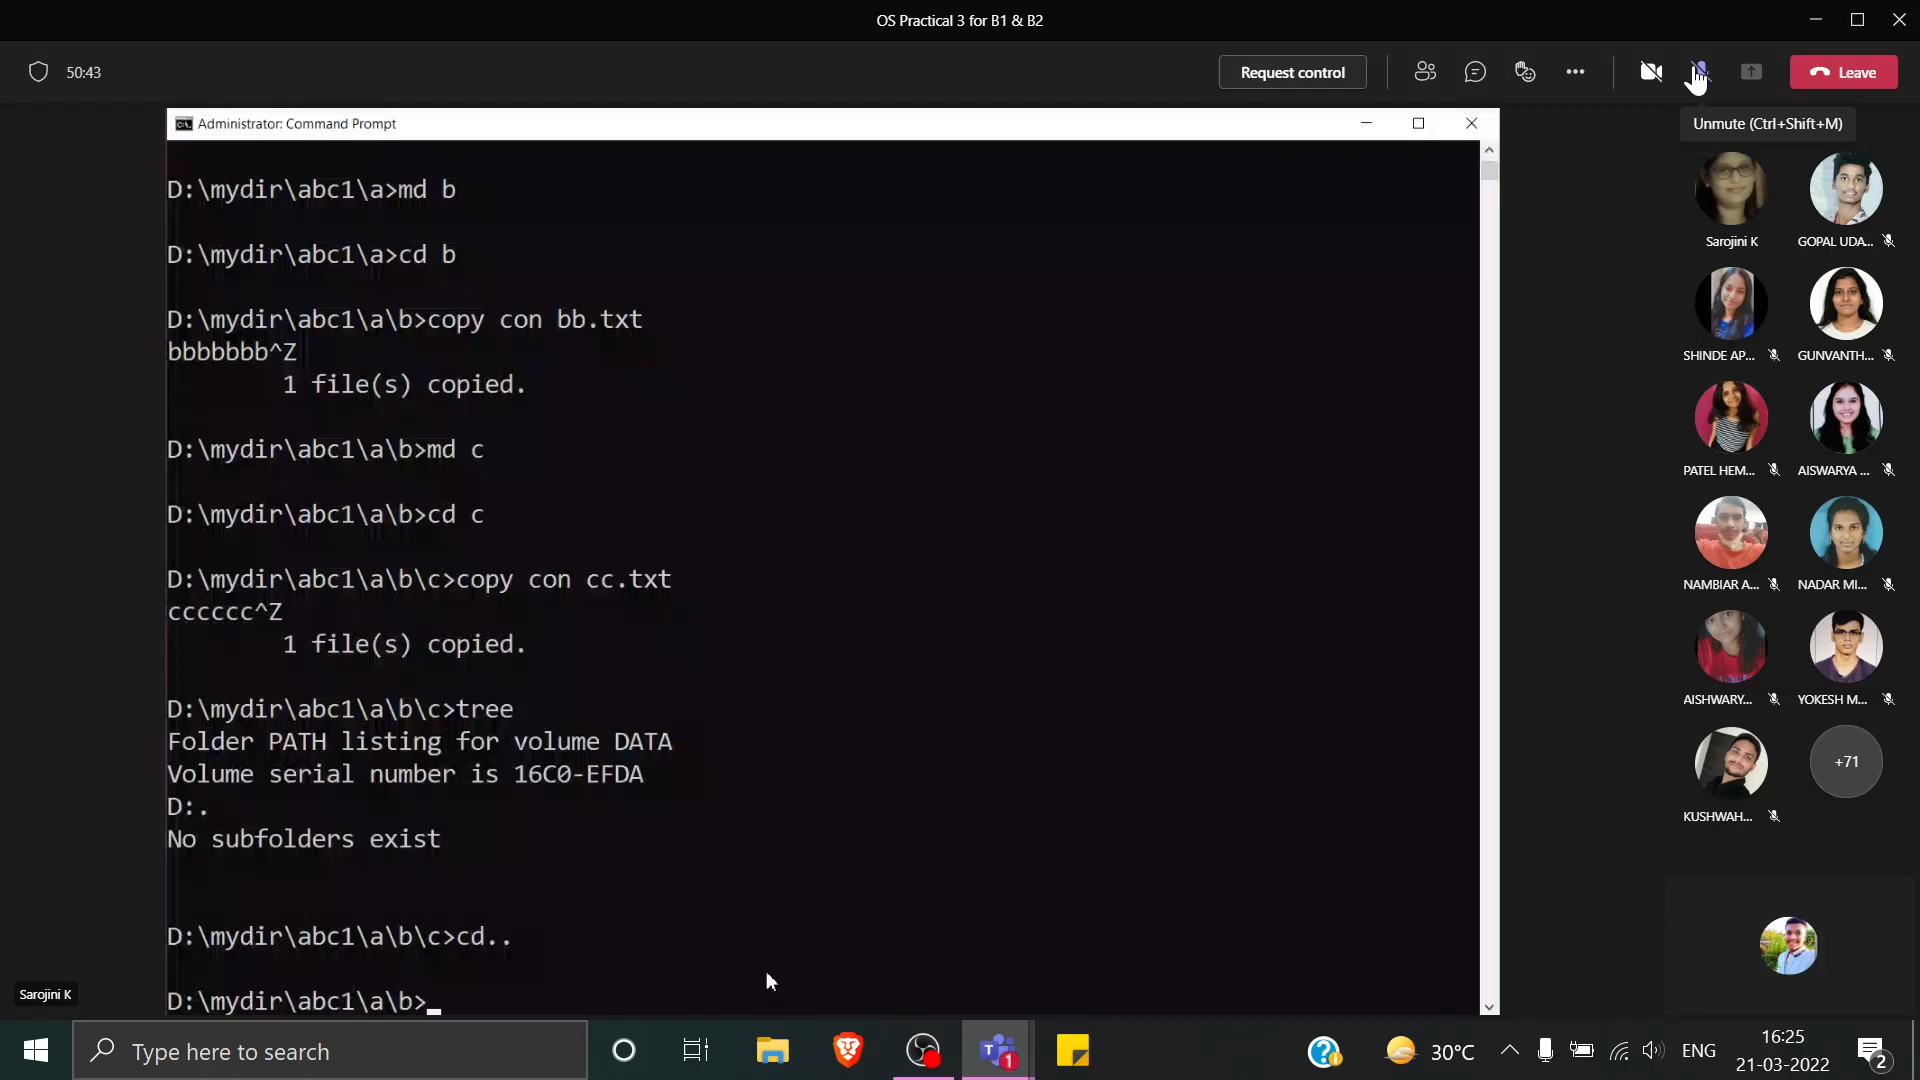 OS Practical 3 for B1 & B2
50:43
Request control
Leave
Unmute (Ctrl+Shift+M)
Administrator: Command Prompt
D:\mydir\abc1\a>md b
D:\mydir\abc1\a>cd b
D:\mydir\abc1\a\b>copy con bb.txt
bbbbbbb^Z
1 file(s) copied.
D:\mydir\abc1\a\b>md c
D:\mydir\abc1\a\b>cd c
D:\mydir\abc1\a\b\c>copy con cc.txt
cccccc^Z
1 file(s) copied.
D:\mydir\abc1\a\b\c>tree
Folder PATH listing for volume DATA
Volume serial number is 16C0-EFDA
D:.
No subfolders exist
D:\mydir\abc1\a\b\c>cd..
D:\mydir\abc1\a\b>
Sarojini K
GOPAL UDA...
SHINDE AP...
GUNVANTH...
PATEL HEM...
AISWARYA ...
NAMBIAR A...
NADAR MI...
AISHWARY...
YOKESH M...
KUSHWAH...
+71
Sarojini K
Type here to search
1
30°C
ENG
16:25
21-03-2022
2